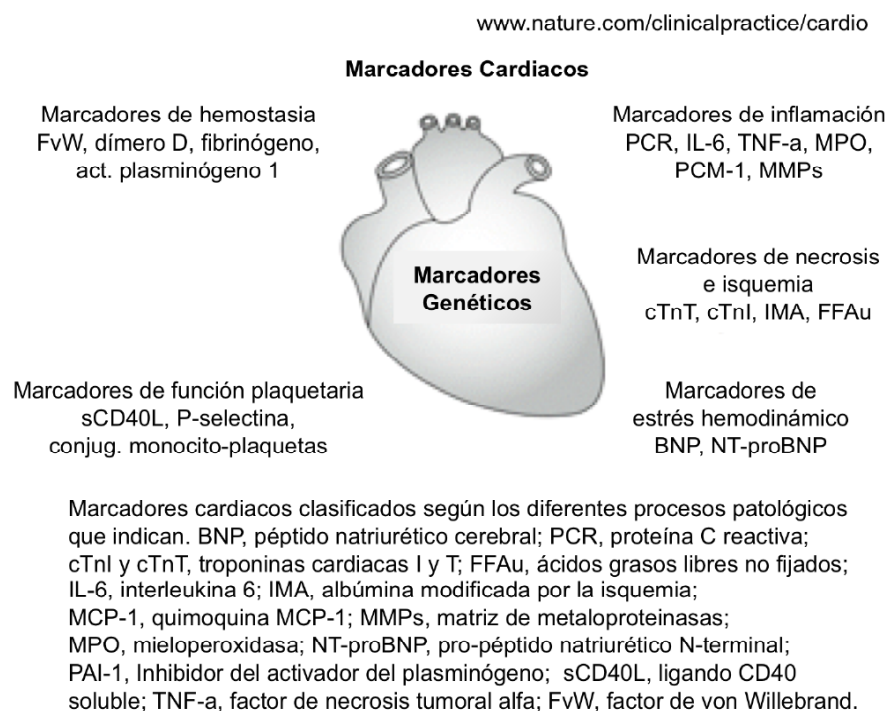 www.nature.com/clinicalpractice/cardio
Marcadores Cardiacos
Marcadores de hemostasia
FvW, dímero D, fibrinógeno,
act. plasminógeno 1
Marcadores de inflamación
PCR, IL-6, TNF-a, MPO,
PCM-1, MMPs
Marcadores
Genéticos
Marcadores de necrosis
e isquemia
cTnT, cTnI, IMA, FFAu
Marcadores de función plaquetaria
sCD40L, P-selectina,
conjug. monocito-plaquetas
Marcadores de
estrés hemodinámico
BNP, NT-proBNP
Marcadores cardiacos clasificados según los diferentes procesos patológicos
que indican. BNP, péptido natriurético cerebral; PCR, proteína C reactiva;
cTnI y cTnT, troponinas cardiacas I y T; FFAu, ácidos grasos libres no fijados;
IL-6, interleukina 6; IMA, albúmina modificada por la isquemia;
MCP-1, quimoquina MCP-1; MMPs, matriz de metaloproteinasas;
MPO, mieloperoxidasa; NT-proBNP, pro-péptido natriurético N-terminal;
PAI-1, Inhibidor del activador del plasminógeno; sCD40L, ligando CD40
soluble; TNF-a, factor de necrosis tumoral alfa; FvW, factor de von Willebrand.